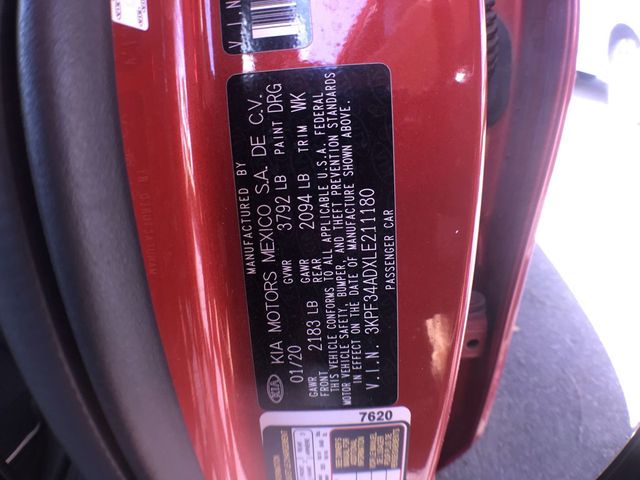 V.I.N
MANUFACTURED BY
KIA KIA MOTORS MEXICO S.A. DE C.V.
01/20 GVWR 3792 LB PAINT DRG
GAWR FRONT 2183 LB GAWR REAR 2094 LB TRIM WK
THIS VEHICLE CONFORMS TO ALL APPLICABLE U.S.A. FEDERAL
MOTOR VEHICLE SAFETY, BUMPER, AND THEFT PREVENTION STANDARDS
IN EFFECT ON THE DATE OF MANUFACTURE SHOWN ABOVE.
V.I.N. 3KPF34ADXLE211180
PASSENGER CAR
7620